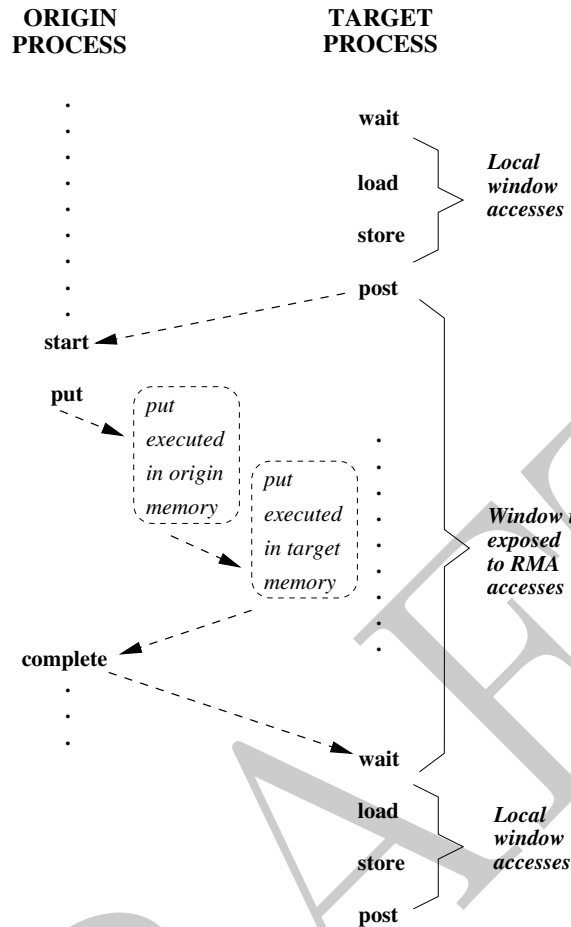 ORIGIN
PROCESS
TARGET
PROCESS
wait
load
store
Local
window
accesses
post
start
put
put
executed
in origin
memory
put
executed
in target
memory
Window i
exposed
to RMA
accesses
complete
wait
load
store
Local
window
accesses
post